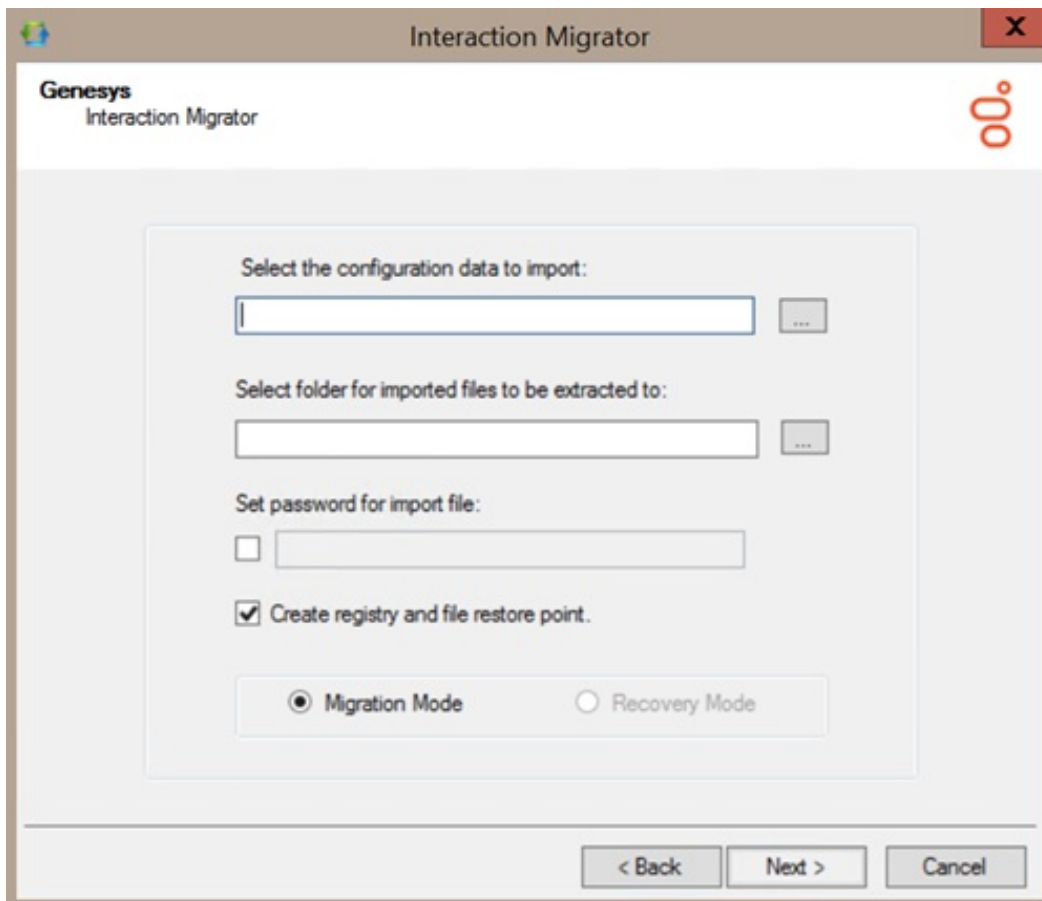 Interaction Migrator
X
Genesys
Interaction Migrator
Select the configuration data to import:
...
Select folder for imported files to be extracted to:
...
Set password for import file:
Create registry and file restore point.
Migration Mode
Recovery Mode
< Back
Next >
Cancel